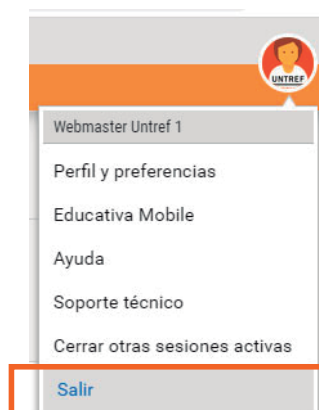 UNTREF
Webmaster Untref 1
Perfil y preferencias
Educativa Mobile
Ayuda
Soporte técnico
Cerrar otras sesiones activas
Salir